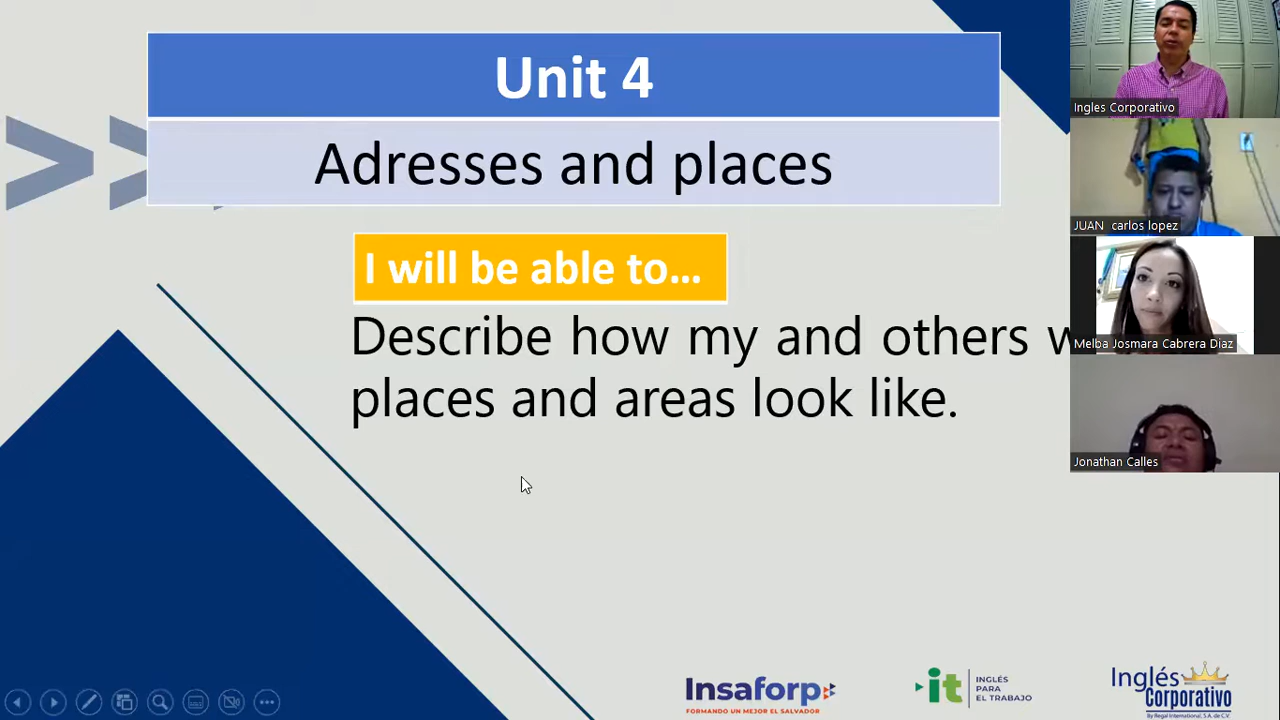 Unit 4
Adresses and places
I will be able to...
Describe how my and others
places and areas look like.
Ingles Corporativo
JUAN carlos lopez
Melba Josmara Cabrera Diaz
Jonathan Calles
Insaforp
FORMANDO UN MEJOR EL SALVADOR
it
INGLÉS
PARA
EL TRABAJO
Inglés
Corporativo
By Regal International, S.A. de C.V.